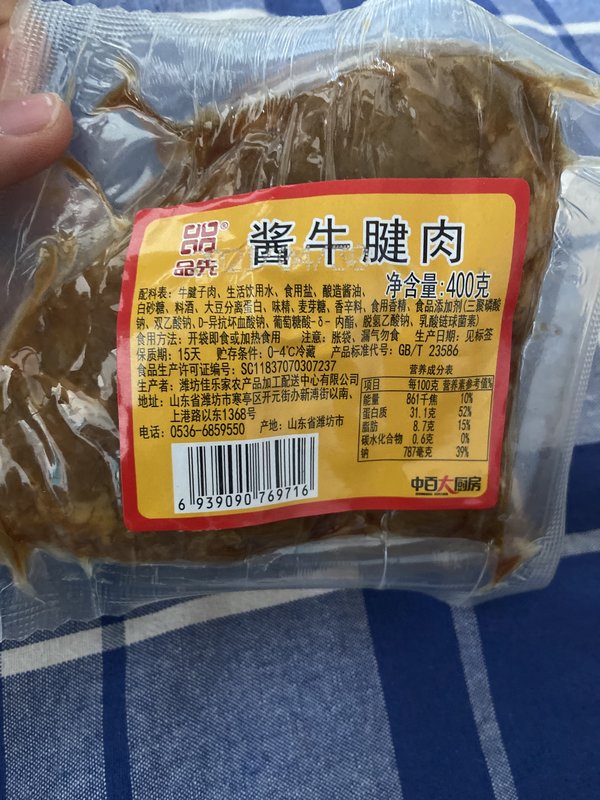 品®
品先
酱牛腱肉
净含量:400克
配料表：牛腱子肉、生活饮用水、食用盐、酿造酱油、
白砂糖、料酒、大豆分离蛋白、味精、麦芽糖、香辛料、食用香精、食品添加剂(三聚磷酸
钠、双乙酸钠、D-异抗坏血酸钠、葡萄糖酸-δ-内酯、脱氢乙酸钠、乳酸链球菌素)
食用方法：开袋即食或加热食用 注意：胀袋、漏气勿食 生产日期：见标签
保质期：15天 贮存条件：0-4℃冷藏 产品标准代号：GB/T 23586
食品生产许可证编号：SC11837070307237
生产者：潍坊佳乐家农产品加工配送中心有限公司
地址：山东省潍坊市寒亭区开元街办新溥街以南、
上港路以东1368号
电话：0536-6859550 产地：山东省潍坊市
营养成分表
项目 每100克 营养素参考值%
能量 861千焦 10%
蛋白质 31.1克 52%
脂肪 8.7克 15%
碳水化合物 0.6克 0%
钠 787毫克 39%
6 939090 769716
中百大厨房